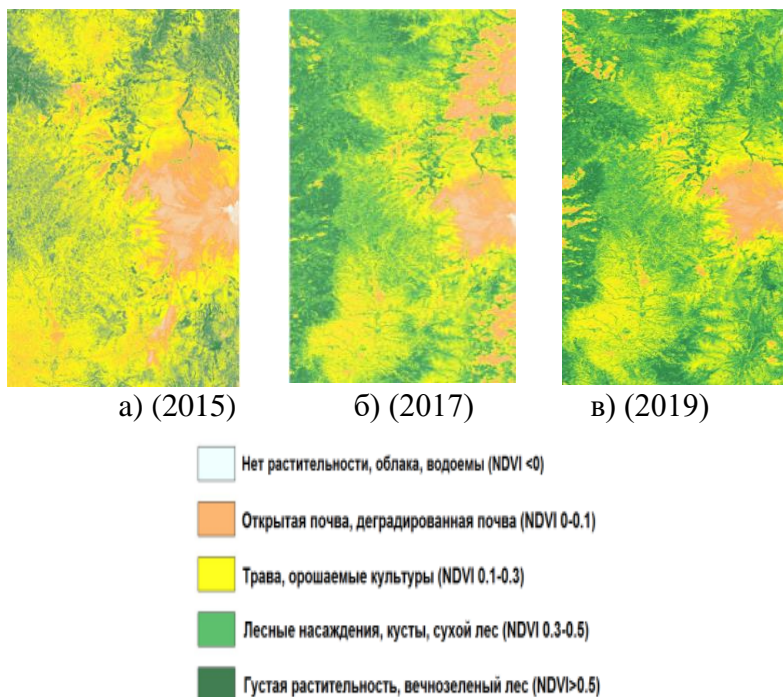 а) (2015) б) (2017) в) (2019)
Нет растительности, облака, водоемы (NDVI <0)
Открытая почва, деградированная почва (NDVI 0-0.1)
Трава, орошаемые культуры (NDVI 0.1-0.3)
Лесные насаждения, кусты, сухой лес (NDVI 0.3-0.5)
Густая растительность, вечнозеленый лес (NDVI>0.5)